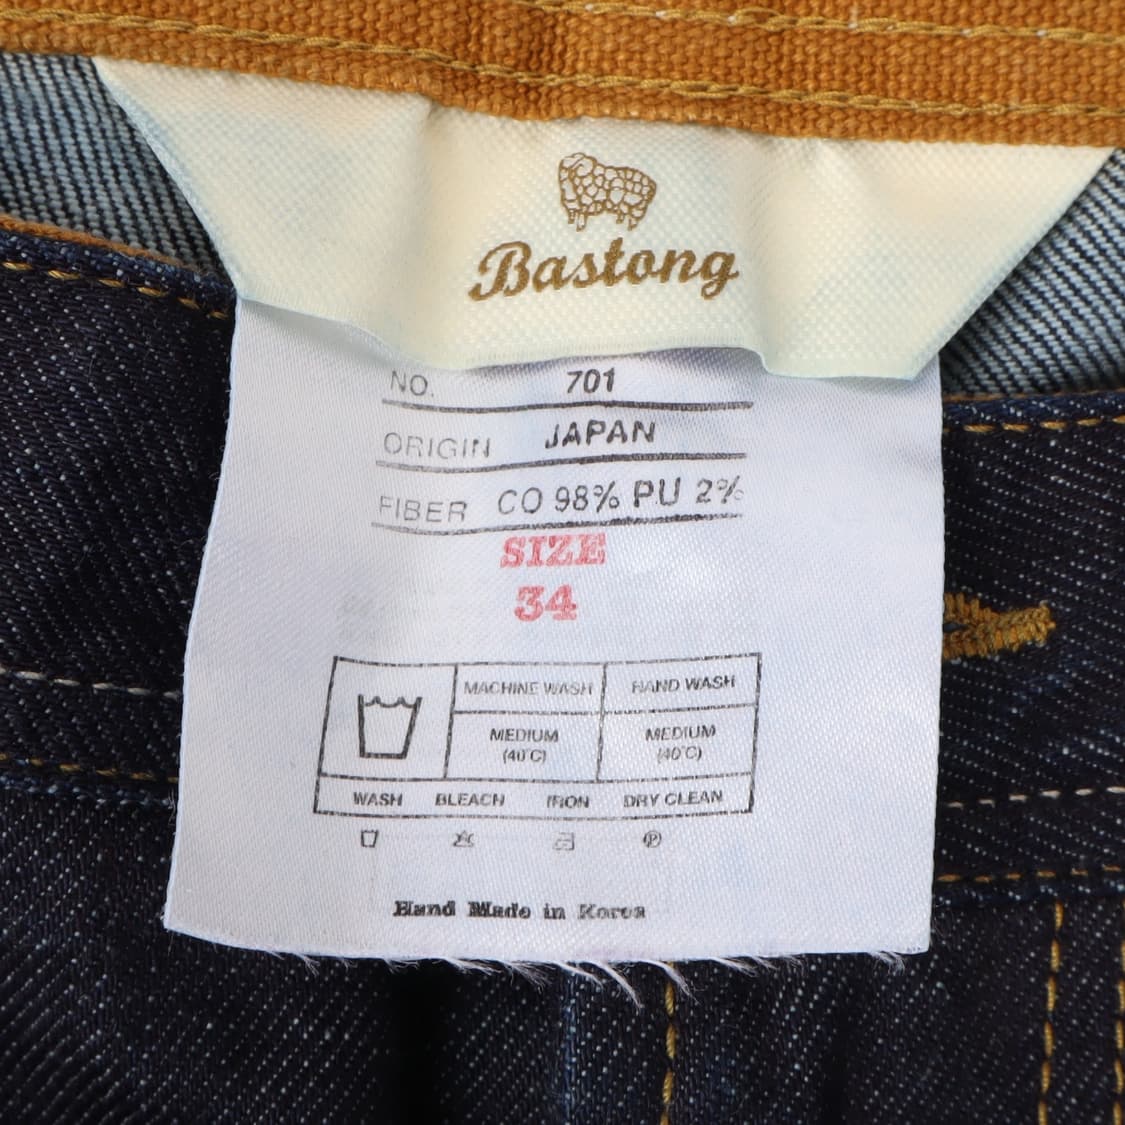 Bastong
NO. 701
ORIGIN JAPAN
FIBER CO 98% PU 2%
SIZE
34
MACHINE WASH HAND WASH
MEDIUM MEDIUM
(40°C) (40°C)
WASH BLEACH IRON DRY CLEAN
P
Hand Made in Korea